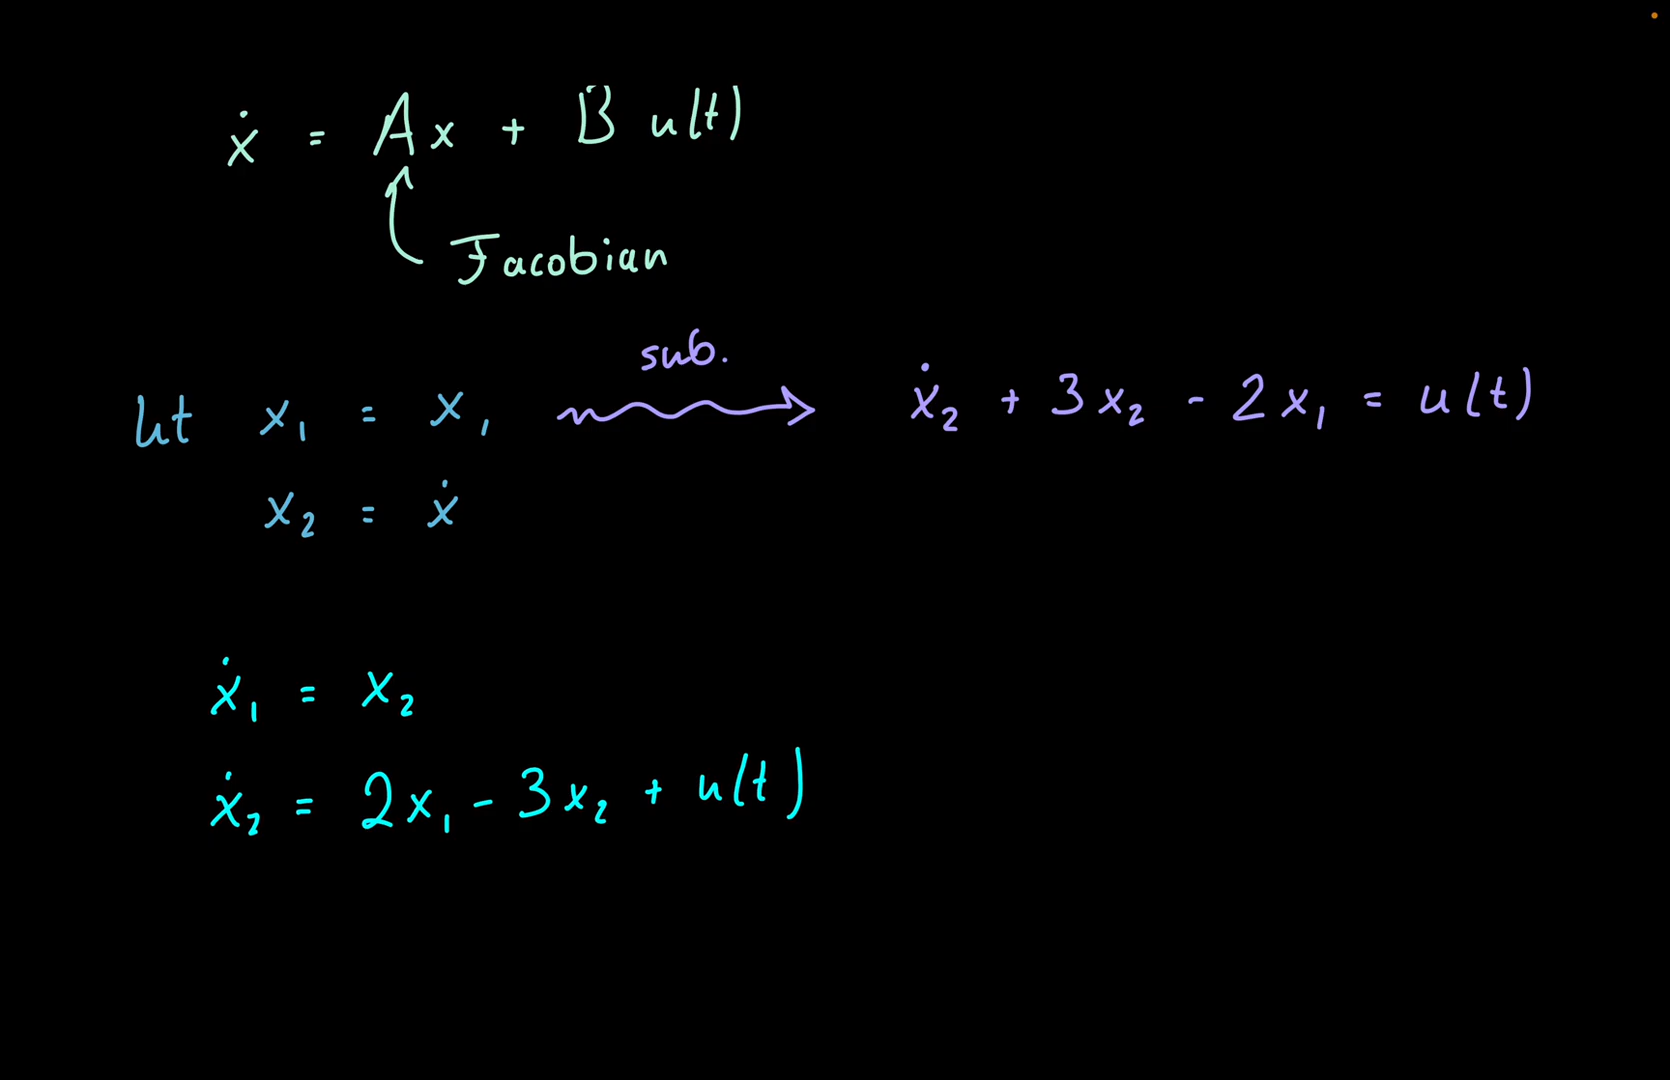 ẋ = Ax + B u(t)
Jacobian
sub.
let x₁ = x, ẋ₂ + 3x₂ - 2x₁ = u(t)
x₂ = ẋ
ẋ₁ = x₂
ẋ₂ = 2x₁ - 3x₂ + u(t)